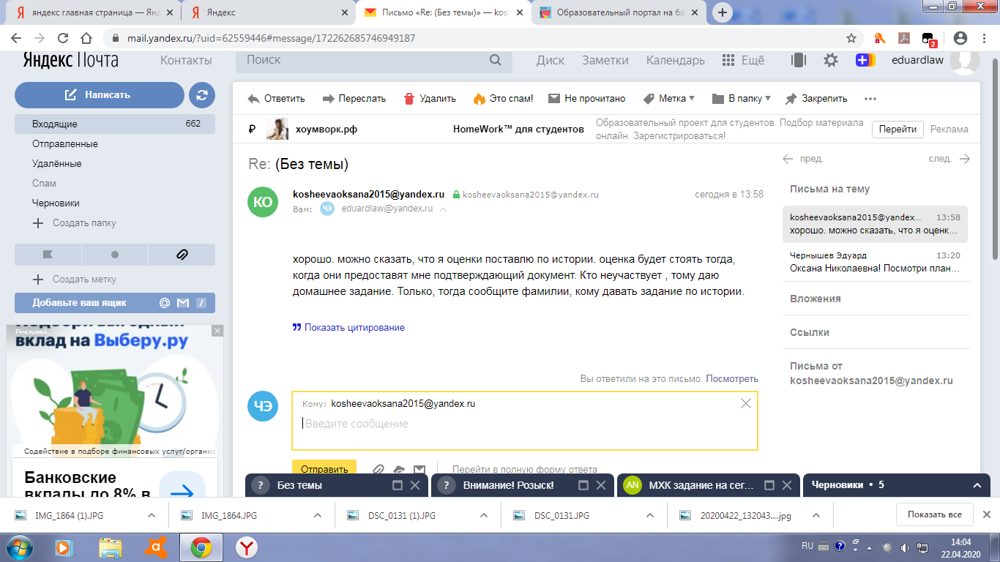 яндекс главная страница — Янд
Яндекс
Письмо «Re: (Без темы)» — kosh
Образовательный портал на ба
mail.yandex.ru/?uid=62559446#message/172262685746949187
2
Яндекс Почта
Контакты
Поиск
Диск
Заметки
Календарь
Ещё
eduardlaw
Написать
Ответить
Переслать
Удалить
Это спам!
Не прочитано
Метка
В папку
Закрепить
Входящие 662
Отправленные
Удалённые
Спам
Черновики
Создать папку
Создать метку
Добавьте ваш ящик
₽ хоумворк.рф
HomeWork™ для студентов
Образовательный проект для студентов. Подбор материала
онлайн. Зарегистрироваться!
Перейти
Реклама
Re: (Без темы)
пред.
след.
КО
kosheevaoksana2015@yandex.ru kosheevaoksana2015@yandex.ru
сегодня в 13:58
Вам: ЧЭ eduardlaw@yandex.ru
хорошо. можно сказать, что я оценки поставлю по истории. оценка будет стоять тогда,
когда они предоставят мне подтверждающий документ. Кто неучаствует , тому даю
домашнее задание. Только, тогда сообщите фамилии, кому давать задание по истории.
Показать цитирование
Вы ответили на это письмо. Посмотреть
ЧЭ
Кому: kosheevaoksana2015@yandex.ru
Введите сообщение
Отправить
Перейти в полную форму ответа
Письма на тему
kosheevaoksana2015@yandex... 13:58
хорошо. можно сказать, что я оценк...
Чернышев Эдуард 13:20
Оксана Николаевна! Посмотри план...
Вложения
Ссылки
Письма от
kosheevaoksana2015@yandex.ru
Реклама
вклад на Выберу.ру
Содействие в подборе финансовых услуг/организ
Банковские
вклады до 8% в
? Без темы
? Внимание! Розыск!
AN МХК задание на сег...
Черновики • 5
IMG_1864 (1).JPG
IMG_1864.JPG
DSC_0131 (1).JPG
DSC_0131.JPG
20200422_132043....jpg
Показать все
RU
14:04
22.04.2020